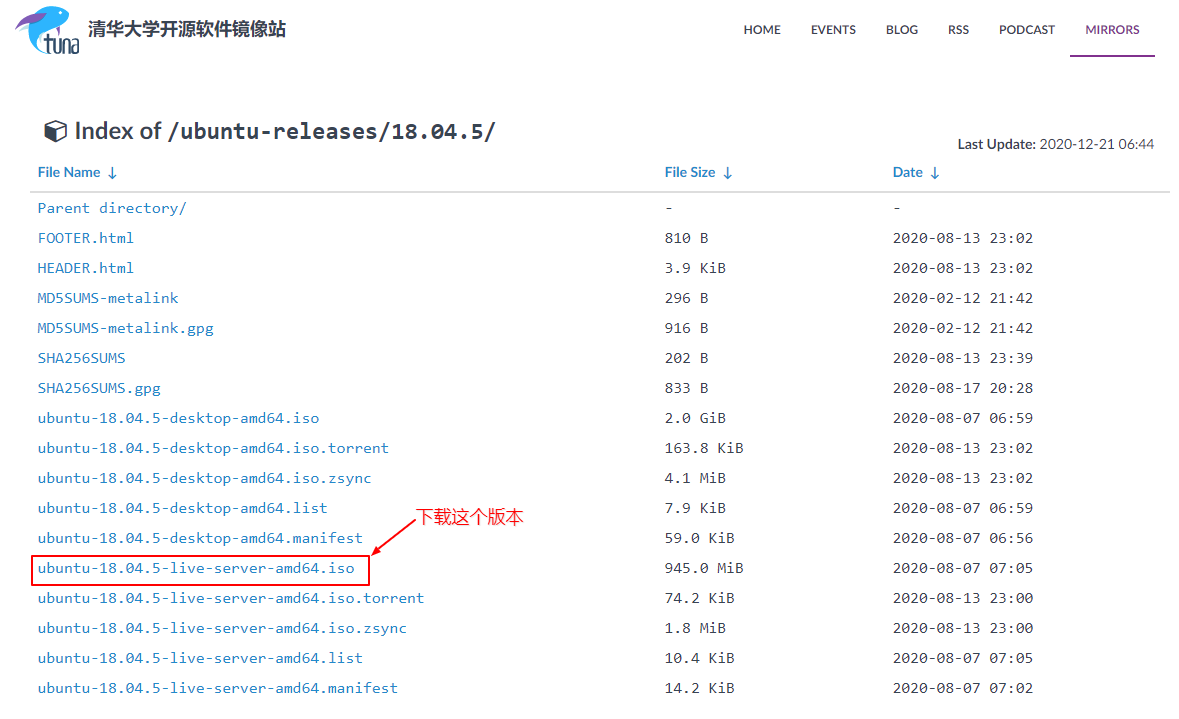 tuna 清华大学开源软件镜像站 HOME EVENTS BLOG RSS PODCAST MIRRORS
Index of /ubuntu-releases/18.04.5/
Last Update: 2020-12-21 06:44
File Name ↓ File Size ↓ Date ↓
Parent directory/ - -
FOOTER.html 810 B 2020-08-13 23:02
HEADER.html 3.9 KiB 2020-08-13 23:02
MD5SUMS-metalink 296 B 2020-02-12 21:42
MD5SUMS-metalink.gpg 916 B 2020-02-12 21:42
SHA256SUMS 202 B 2020-08-13 23:39
SHA256SUMS.gpg 833 B 2020-08-17 20:28
ubuntu-18.04.5-desktop-amd64.iso 2.0 GiB 2020-08-07 06:59
ubuntu-18.04.5-desktop-amd64.iso.torrent 163.8 KiB 2020-08-13 23:02
ubuntu-18.04.5-desktop-amd64.iso.zsync 4.1 MiB 2020-08-13 23:02
ubuntu-18.04.5-desktop-amd64.list 7.9 KiB 2020-08-07 06:59
下载这个版本
ubuntu-18.04.5-desktop-amd64.manifest 59.0 KiB 2020-08-07 06:56
ubuntu-18.04.5-live-server-amd64.iso 945.0 MiB 2020-08-07 07:05
ubuntu-18.04.5-live-server-amd64.iso.torrent 74.2 KiB 2020-08-13 23:00
ubuntu-18.04.5-live-server-amd64.iso.zsync 1.8 MiB 2020-08-13 23:00
ubuntu-18.04.5-live-server-amd64.list 10.4 KiB 2020-08-07 07:05
ubuntu-18.04.5-live-server-amd64.manifest 14.2 KiB 2020-08-07 07:02